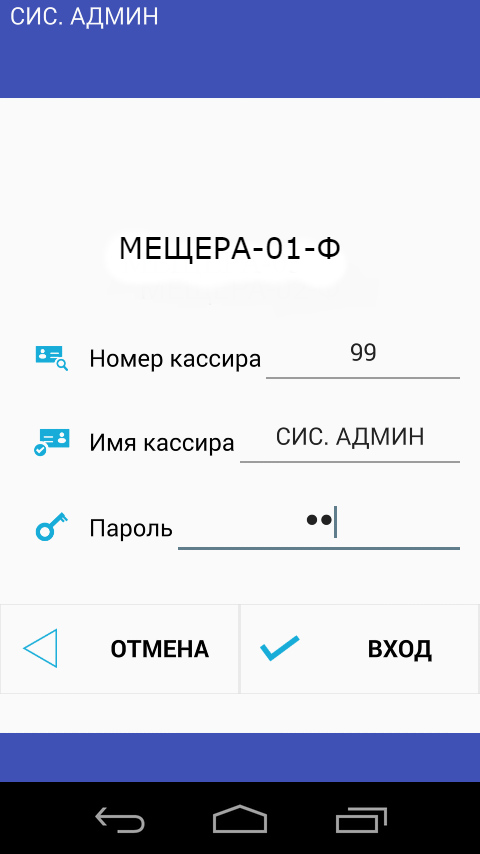 СИС. АДМИН
МЕЩЕРА-01-Ф
Номер кассира 99
Имя кассира СИС. АДМИН
Пароль ••
ОТМЕНА ВХОД